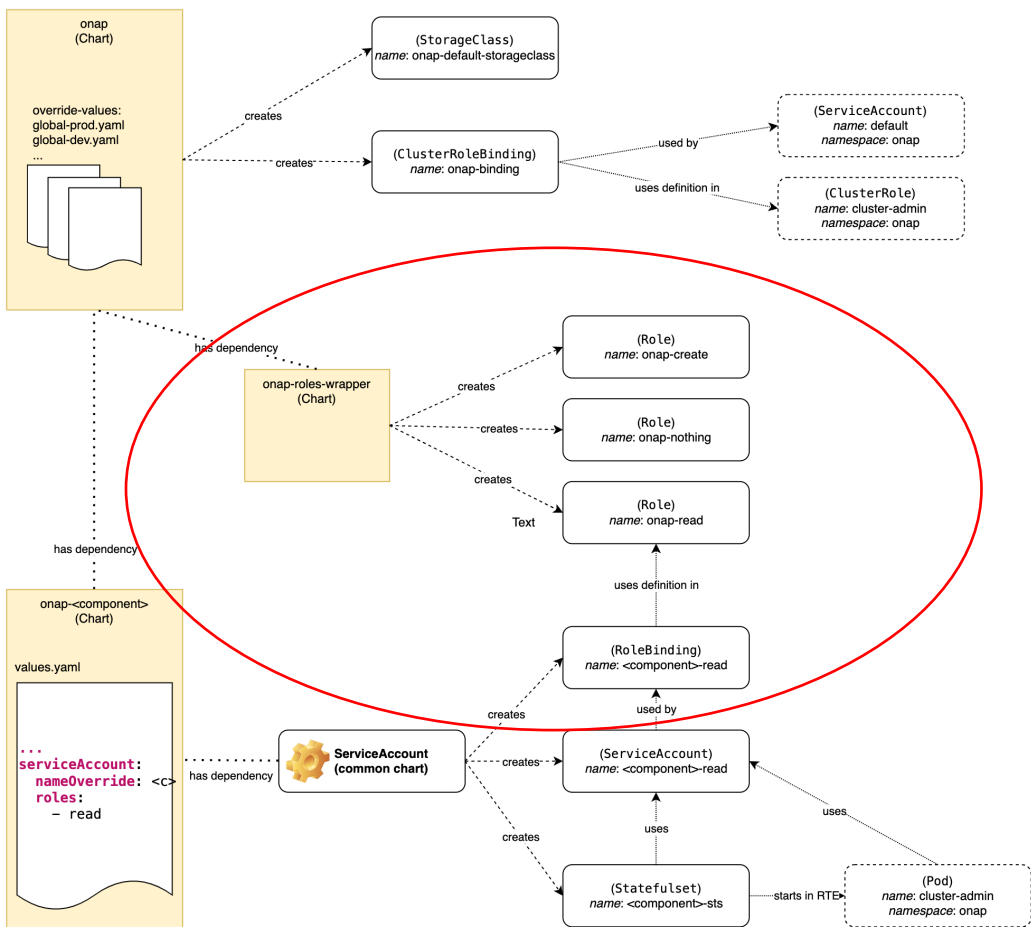 onap
(Chart)
override-values:
global-prod.yaml
global-dev.yaml
...
creates
creates
(StorageClass)
name: onap-default-storageclass
(ClusterRoleBinding)
name: onap-binding
used by
uses definition in
(ServiceAccount)
name: default
namespace: onap
(ClusterRole)
name: cluster-admin
namespace: onap
has dependency
onap-roles-wrapper
(Chart)
creates
creates
creates
(Role)
name: onap-create
(Role)
name: onap-nothing
(Role)
name: onap-read
Text
has dependency
uses definition in
onap-<component>
(Chart)
values.yaml
...
serviceAccount:
nameOverride: <c>
roles:
- read
has dependency
ServiceAccount
(common chart)
creates
creates
creates
(RoleBinding)
name: <component>-read
used by
(ServiceAccount)
name: <component>-read
uses
uses
(Statefulset)
name: <component>-sts
starts in RTE
(Pod)
name: cluster-admin
namespace: onap